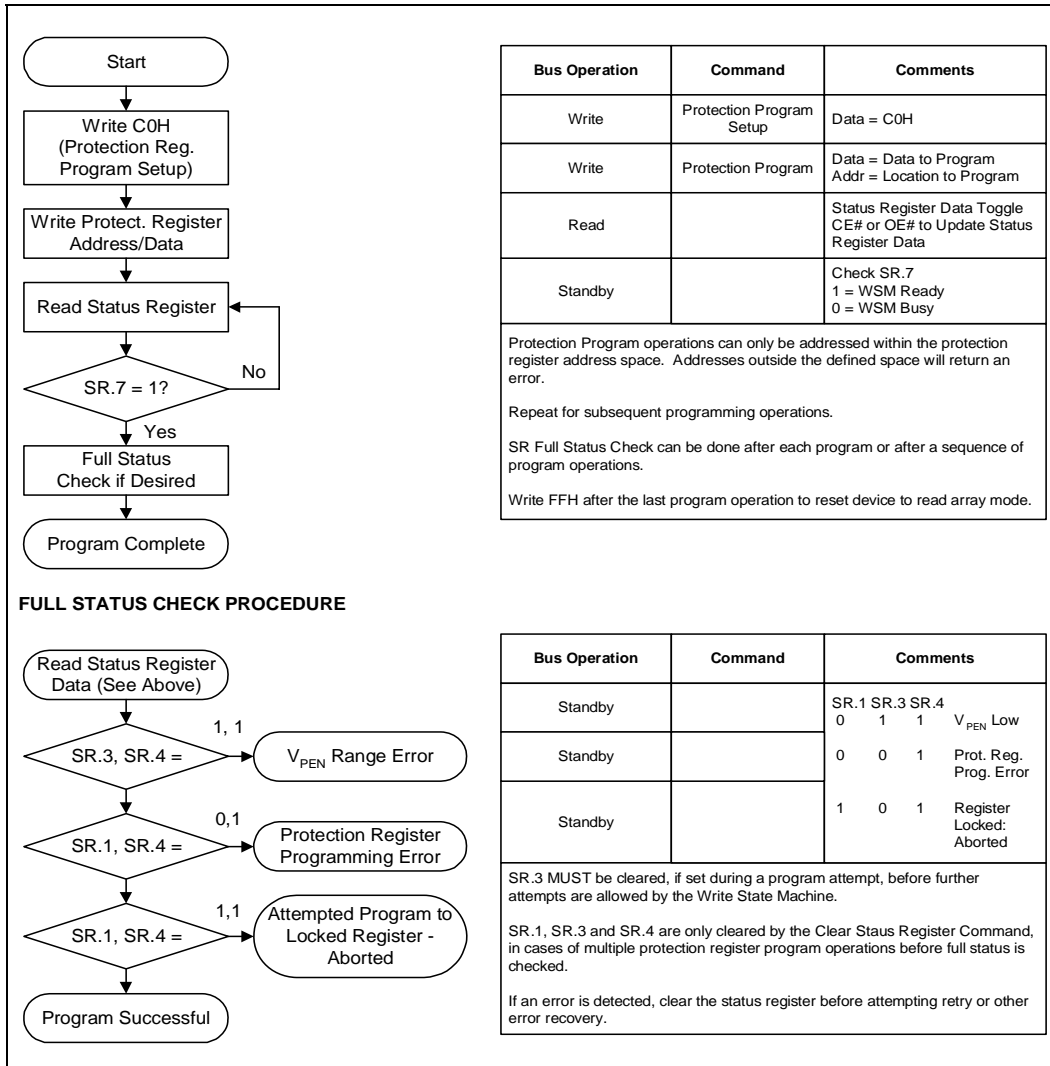 Start
Write C0H
(Protection Reg.
Program Setup)
Write Protect. Register
Address/Data
Read Status Register
No
SR.7 = 1?
Yes
Full Status
Check if Desired
Program Complete
Bus Operation Command Comments
Write Protection Program
Setup Data = C0H
Write Protection Program Data = Data to Program
Addr = Location to Program
Read Status Register Data Toggle
CE# or OE# to Update Status
Register Data
Standby Check SR.7
1 = WSM Ready
0 = WSM Busy
Protection Program operations can only be addressed within the protection
register address space. Addresses outside the defined space will return an
error.
Repeat for subsequent programming operations.
SR Full Status Check can be done after each program or after a sequence of
program operations.
Write FFH after the last program operation to reset device to read array mode.
FULL STATUS CHECK PROCEDURE
Read Status Register
Data (See Above)
1, 1
SR.3, SR.4 =
VPEN Range Error
0,1
SR.1, SR.4 =
Protection Register
Programming Error
1,1
SR.1, SR.4 =
Attempted Program to
Locked Register -
Aborted
Program Successful
Bus Operation Command Comments
Standby SR.1 SR.3 SR.4
0 1 1 VPEN Low
Standby 0 0 1 Prot. Reg.
Prog. Error
Standby 1 0 1 Register
Locked:
Aborted
SR.3 MUST be cleared, if set during a program attempt, before further
attempts are allowed by the Write State Machine.
SR.1, SR.3 and SR.4 are only cleared by the Clear Staus Register Command,
in cases of multiple protection register program operations before full status is
checked.
If an error is detected, clear the status register before attempting retry or other
error recovery.